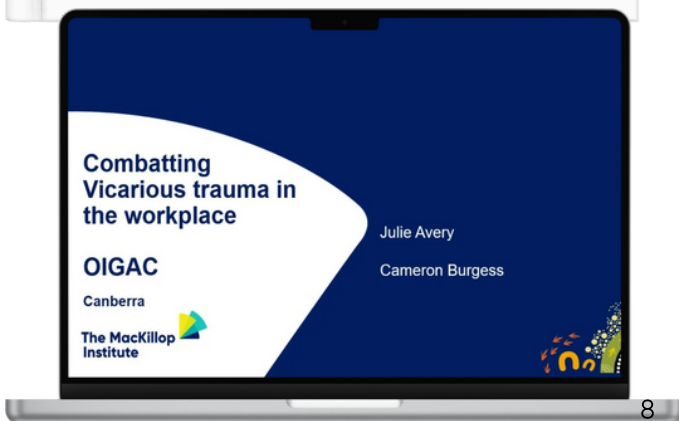 Combatting
Vicarious trauma in
the workplace
OIGAC
Canberra
The MacKillop
Institute
Julie Avery
Cameron Burgess
8